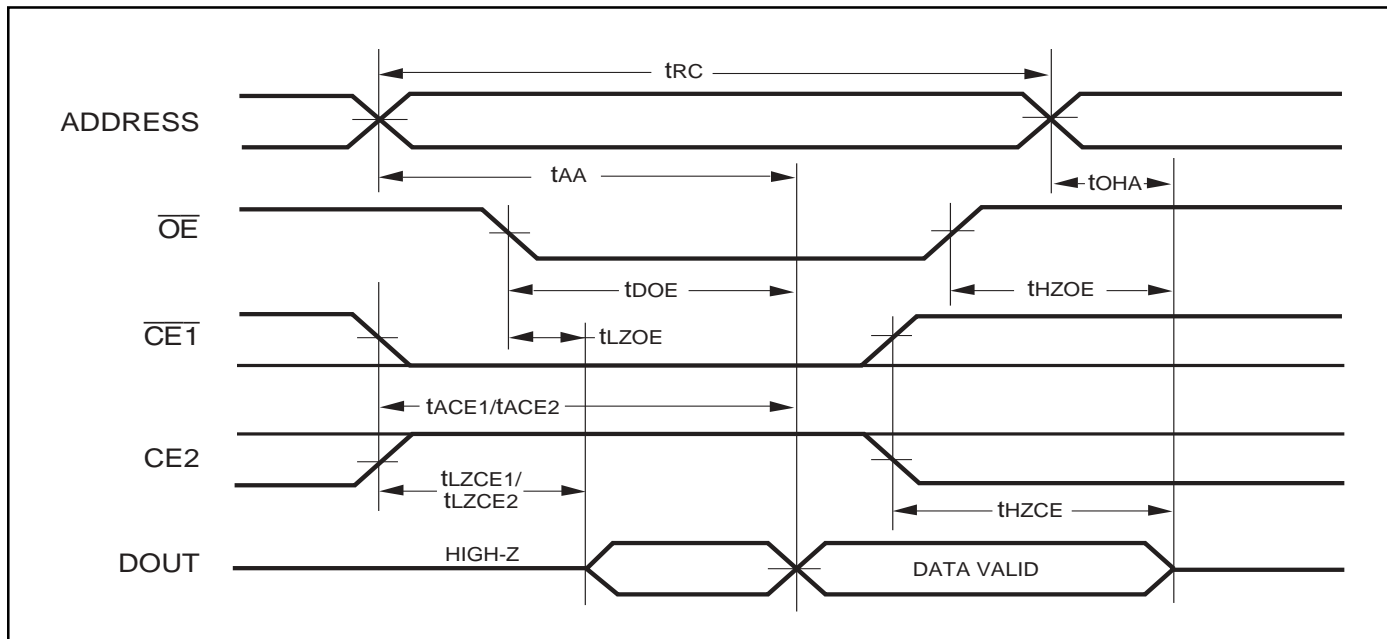 tRC
ADDRESS
tAA
tOHA
OE
tDOE
tHZOE
CE1
tLZOE
tACE1/tACE2
CE2
tLZCE1/
tLZCE2
tHZCE
DOUT
HIGH-Z
DATA VALID